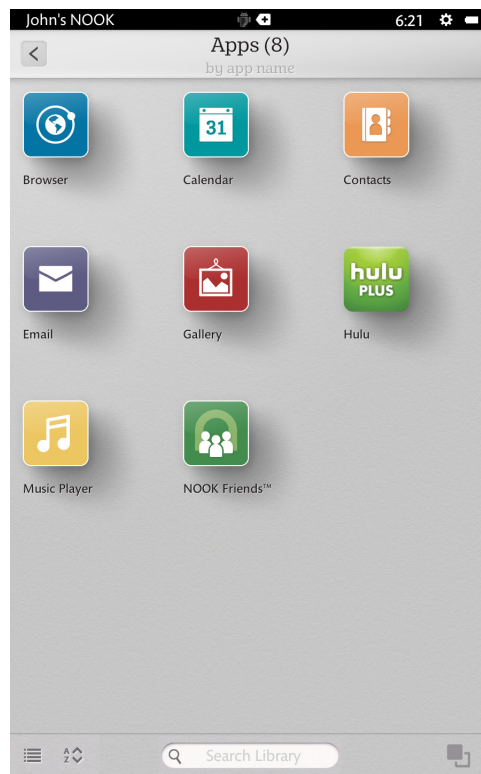 John's NOOK 6:21
Apps (8)
by app name
31
Browser Calendar Contacts
hulu
PLUS
Email Gallery Hulu
Music Player NOOK Friends™
A
Z
Search Library